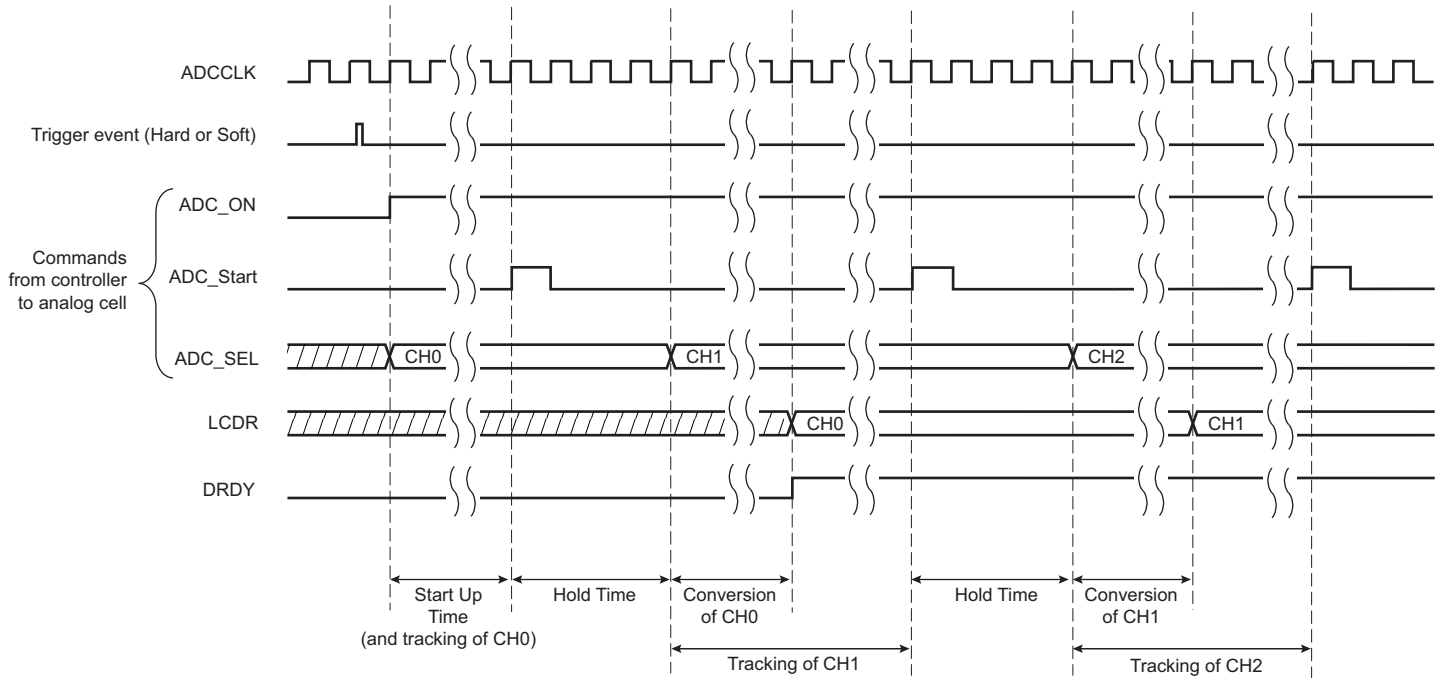 ADCCLK
Trigger event (Hard or Soft)
Commands
from controller
to analog cell
ADC_ON
ADC_Start
ADC_SEL
CH0
CH1
CH2
LCDR
CH0
CH1
DRDY
Start Up
Time
(and tracking of CH0)
Hold Time
Conversion
of CH0
Hold Time
Conversion
of CH1
Tracking of CH1
Tracking of CH2